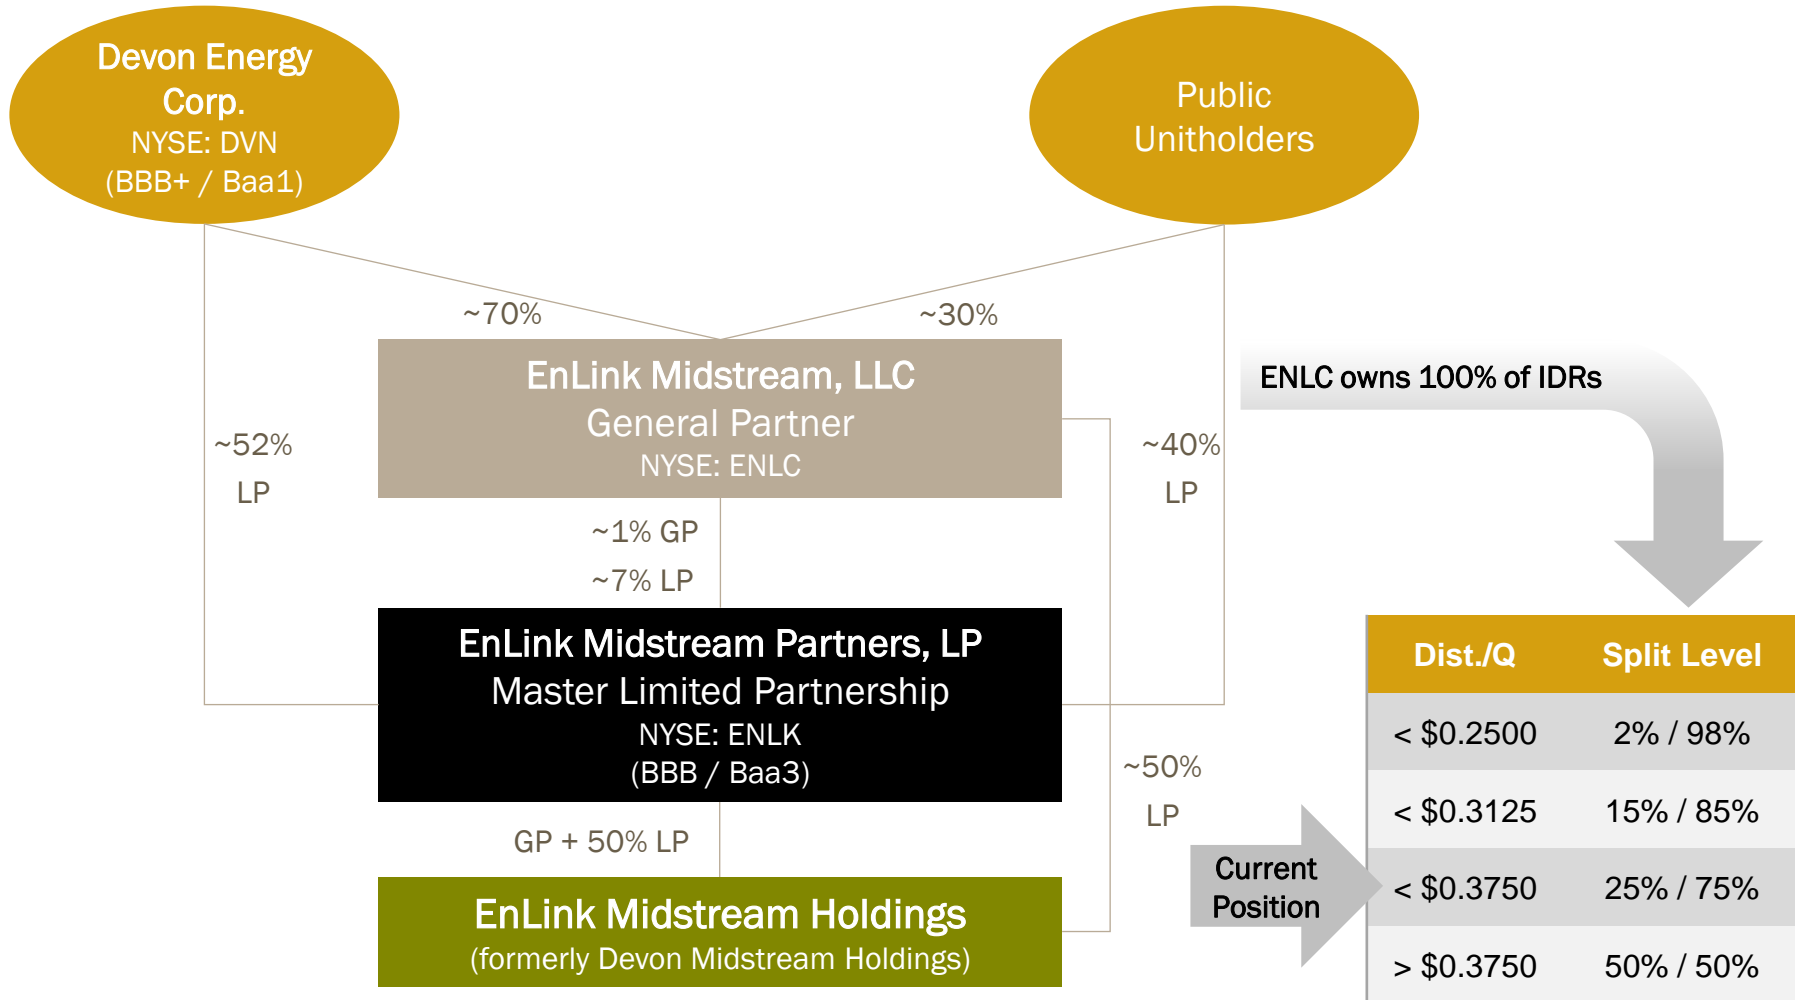 Devon Energy
Corp.
NYSE: DVN
(BBB+ / Baa1)
Public
Unitholders
~70%
~30%
EnLink Midstream, LLC
General Partner
NYSE: ENLC
ENLC owns 100% of IDRs
~52%
LP
~40%
LP
~1% GP
~7% LP
EnLink Midstream Partners, LP
Master Limited Partnership
NYSE: ENLK
(BBB / Baa3)
~50%
LP
GP + 50% LP
EnLink Midstream Holdings
(formerly Devon Midstream Holdings)
Current
Position
Dist./Q Split Level
< $0.2500 2% / 98%
< $0.3125 15% / 85%
< $0.3750 25% / 75%
> $0.3750 50% / 50%